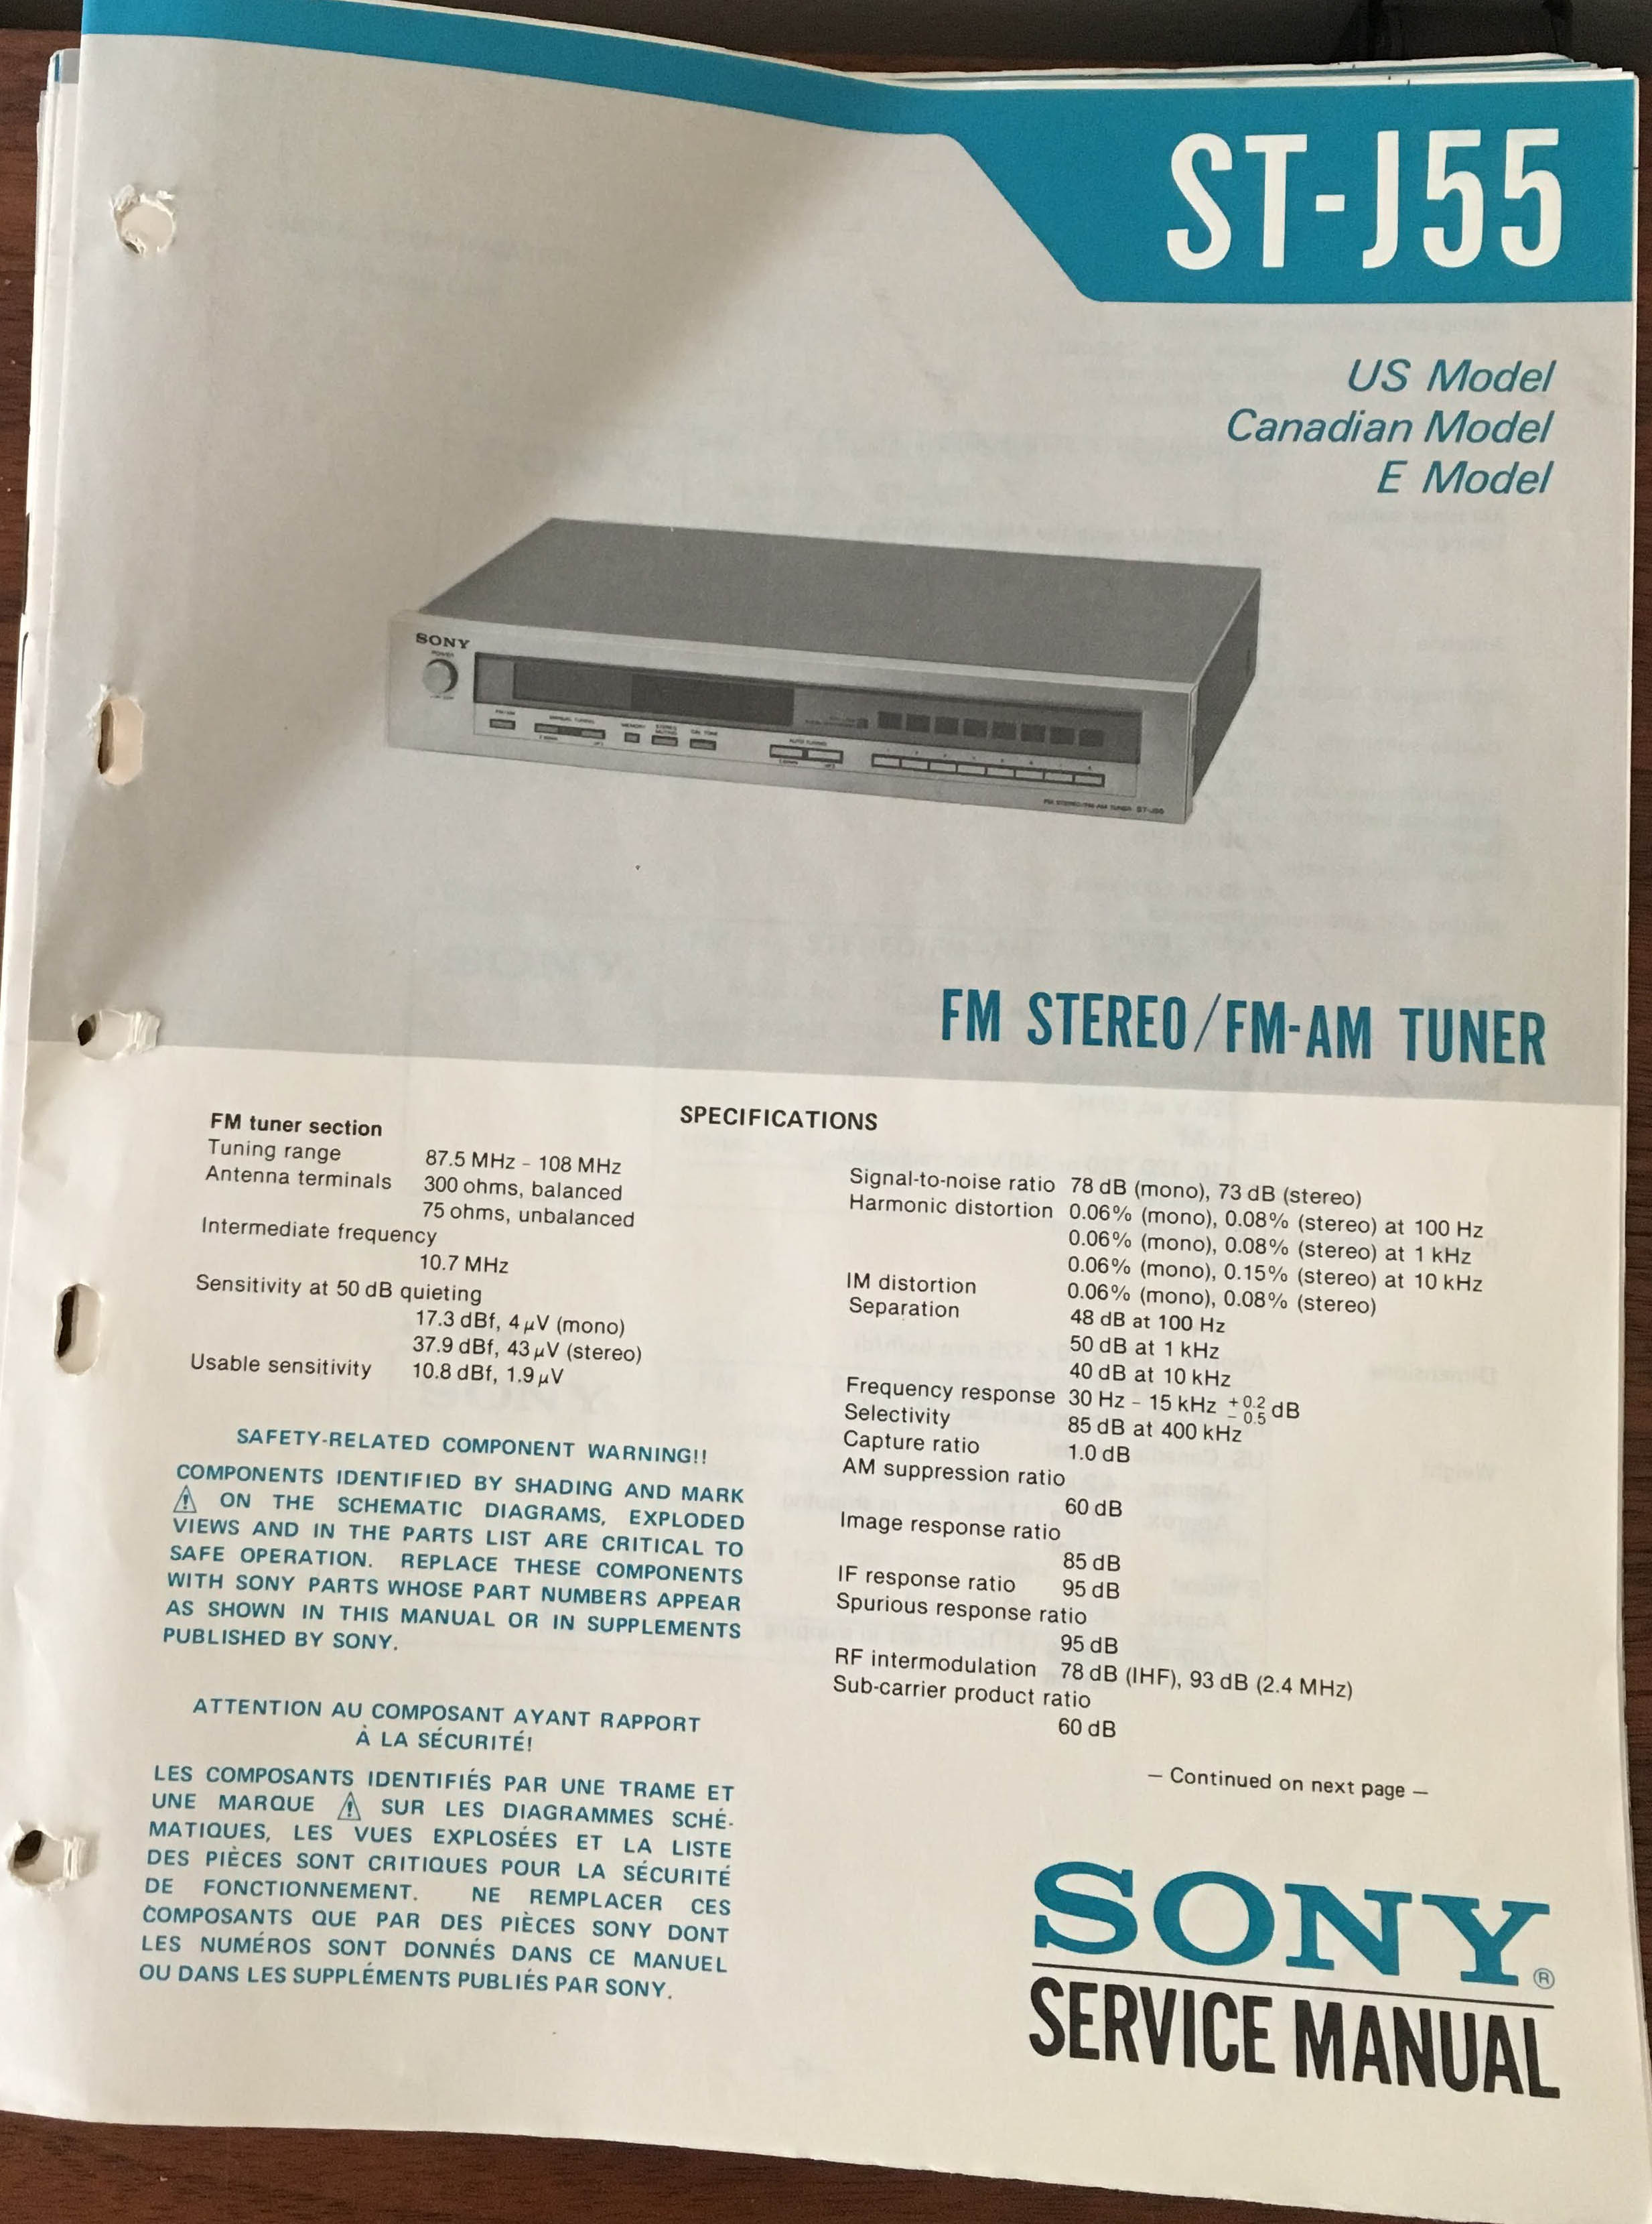 ST-J55
US Model
Canadian Model
E Model
SONY
POWER
MANUAL TUNING
MEMORY
AUTO TUNING
FM STEREO/FM-AM TUNER ST-J55
FM STEREO/FM-AM TUNER
SPECIFICATIONS
FM tuner section
Tuning range 87.5 MHz – 108 MHz
Antenna terminals 300 ohms, balanced
75 ohms, unbalanced
Intermediate frequency
10.7 MHz
Sensitivity at 50 dB quieting
17.3 dBf, 4 μV (mono)
37.9 dBf, 43 μV (stereo)
Usable sensitivity 10.8 dBf, 1.9 μV
SAFETY-RELATED COMPONENT WARNING!!
COMPONENTS IDENTIFIED BY SHADING AND MARK
⚠ ON THE SCHEMATIC DIAGRAMS, EXPLODED
VIEWS AND IN THE PARTS LIST ARE CRITICAL TO
SAFE OPERATION. REPLACE THESE COMPONENTS
WITH SONY PARTS WHOSE PART NUMBERS APPEAR
AS SHOWN IN THIS MANUAL OR IN SUPPLEMENTS
PUBLISHED BY SONY.
ATTENTION AU COMPOSANT AYANT RAPPORT
À LA SÉCURITÉ!
LES COMPOSANTS IDENTIFIÉS PAR UNE TRAME ET
UNE MARQUE ⚠ SUR LES DIAGRAMMES SCHÉ-
MATIQUES, LES VUES EXPLOSÉES ET LA LISTE
DES PIÈCES SONT CRITIQUES POUR LA SÉCURITÉ
DE FONCTIONNEMENT. NE REMPLACER CES
COMPOSANTS QUE PAR DES PIÈCES SONY DONT
LES NUMÉROS SONT DONNÉS DANS CE MANUEL
OU DANS LES SUPPLÉMENTS PUBLIÉS PAR SONY.
Signal-to-noise ratio 78 dB (mono), 73 dB (stereo)
Harmonic distortion 0.06% (mono), 0.08% (stereo) at 100 Hz
0.06% (mono), 0.08% (stereo) at 1 kHz
0.06% (mono), 0.15% (stereo) at 10 kHz
IM distortion 0.06% (mono), 0.08% (stereo)
Separation 48 dB at 100 Hz
50 dB at 1 kHz
40 dB at 10 kHz
Frequency response 30 Hz – 15 kHz +0.2 −0.5 dB
Selectivity 85 dB at 400 kHz
Capture ratio 1.0 dB
AM suppression ratio
60 dB
Image response ratio
85 dB
IF response ratio 95 dB
Spurious response ratio
95 dB
RF intermodulation 78 dB (IHF), 93 dB (2.4 MHz)
Sub-carrier product ratio
60 dB
– Continued on next page –
SONY®
SERVICE MANUAL